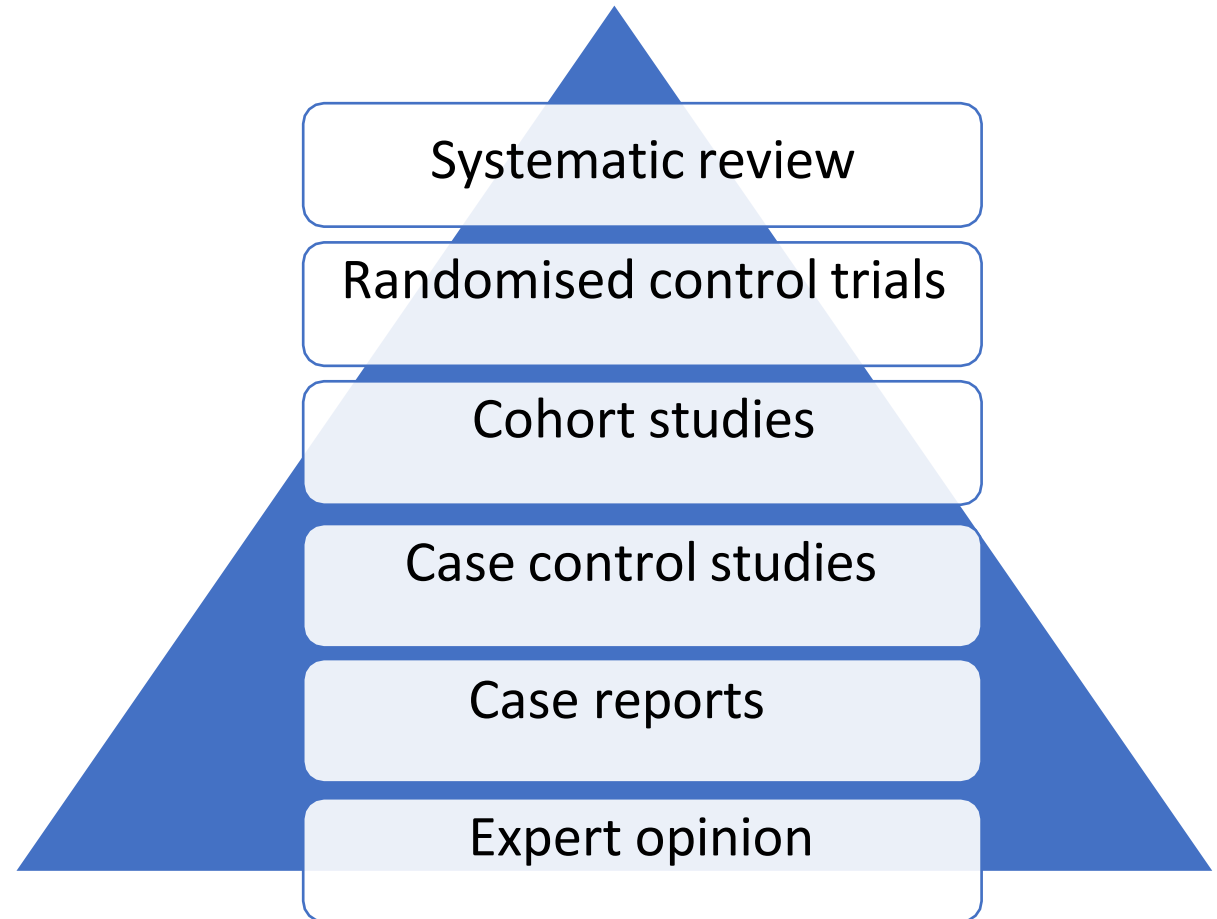 Systematic review
Randomised control trials
Cohort studies
Case control studies
Case reports
Expert opinion